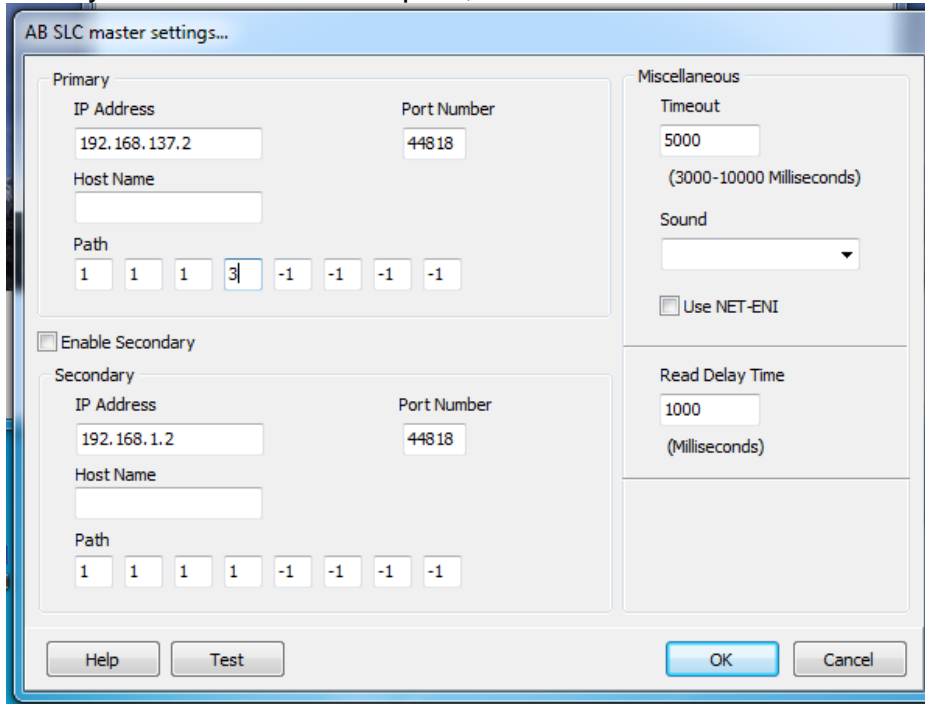 AB SLC master settings...
Primary
IP Address Port Number
192.168.137.2 44818
Host Name
Path
1 1 1 3 -1 -1 -1 -1
Enable Secondary
Secondary
IP Address Port Number
192.168.1.2 44818
Host Name
Path
1 1 1 1 -1 -1 -1 -1
Miscellaneous
Timeout
5000
(3000-10000 Milliseconds)
Sound
Use NET-ENI
Read Delay Time
1000
(Milliseconds)
Help Test OK Cancel